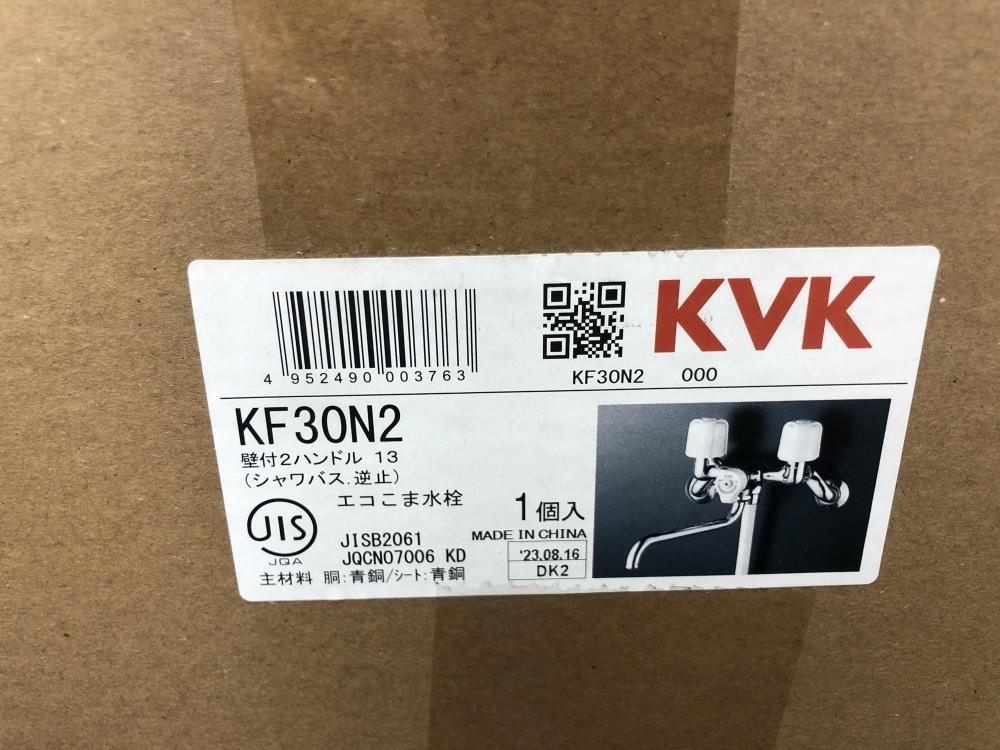 KVK
4 952490 003763
KF30N2 000
KF30N2
壁付2ハンドル 13
(シャワバス.逆止)
エコこま水栓
1個入
JIS
JQA
JISB2061
JQCN07006 KD
MADE IN CHINA
'23.08.16
DK2
主材料 胴:青銅/シート:青銅